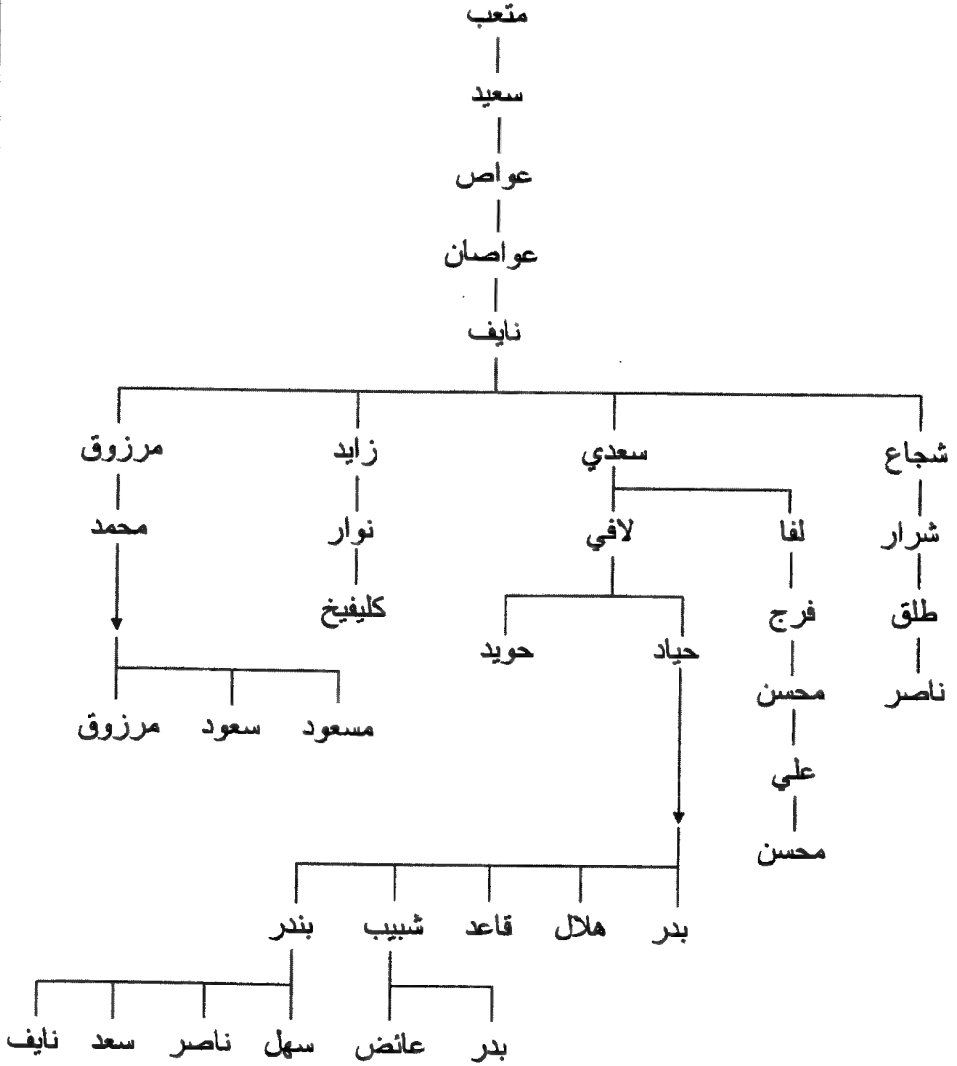 متعب
سعيد
عواص
عواصان
نايف
شجاع سعدي زايد مرزوق
شرار لفا لافي نوار محمد
طلق فرج كليفيخ
حياد حويد
ناصر محسن
مسعود سعود مرزوق
علي
محسن
بدر هلال قاعد شبيب بندر
بدر عائض سهل ناصر سعد نايف